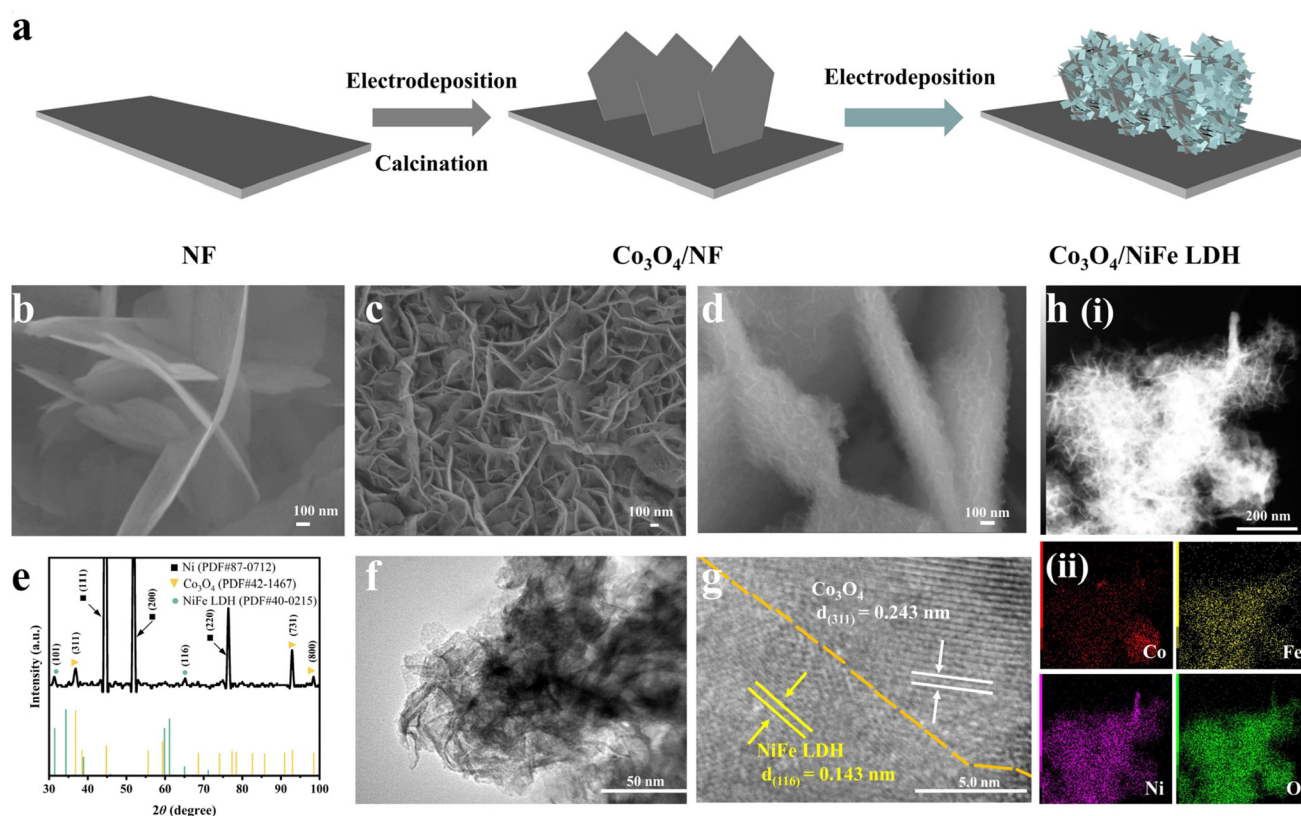 a
Electrodeposition
Calcination
Electrodeposition
NF
Co₃O₄/NF
Co₃O₄/NiFe LDH
b
100 nm
c
100 nm
d
100 nm
h (i)
200 nm
e
Ni (PDF#87-0712)
Co₃O₄ (PDF#42-1467)
NiFe LDH (PDF#40-0215)
(111)
(200)
(220)
(731)
(101)
(311)
(116)
(800)
Intensity (a.u.)
30 40 50 60 70 80 90 100
2θ (degree)
f
50 nm
g
Co₃O₄
d(311) = 0.243 nm
NiFe LDH
d(116) = 0.143 nm
5.0 nm
(ii)
Co
Fe
Ni
O